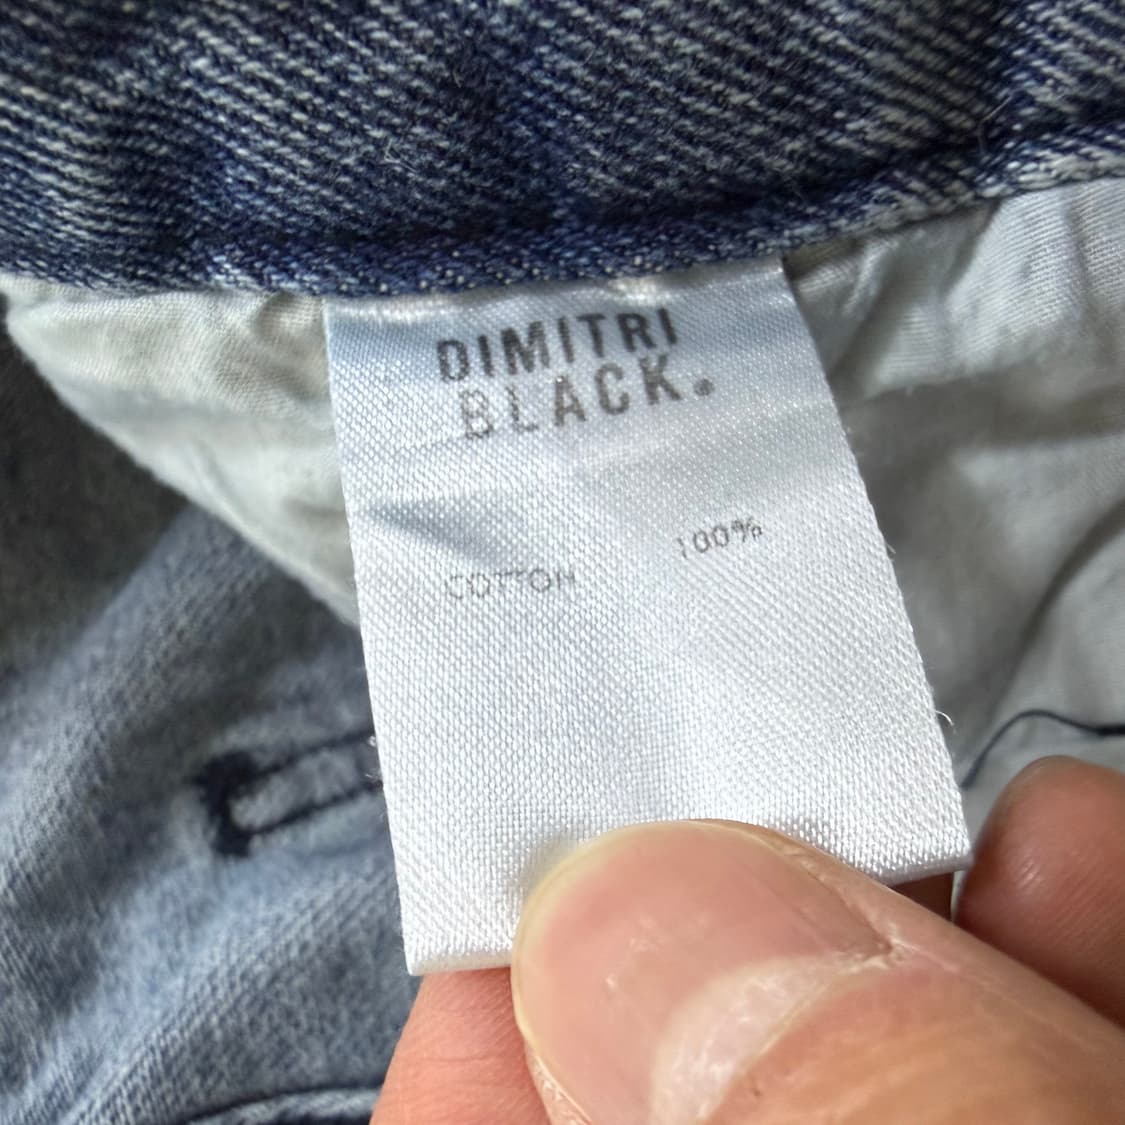 DIMITRI
BLACK.
COTTON 100%